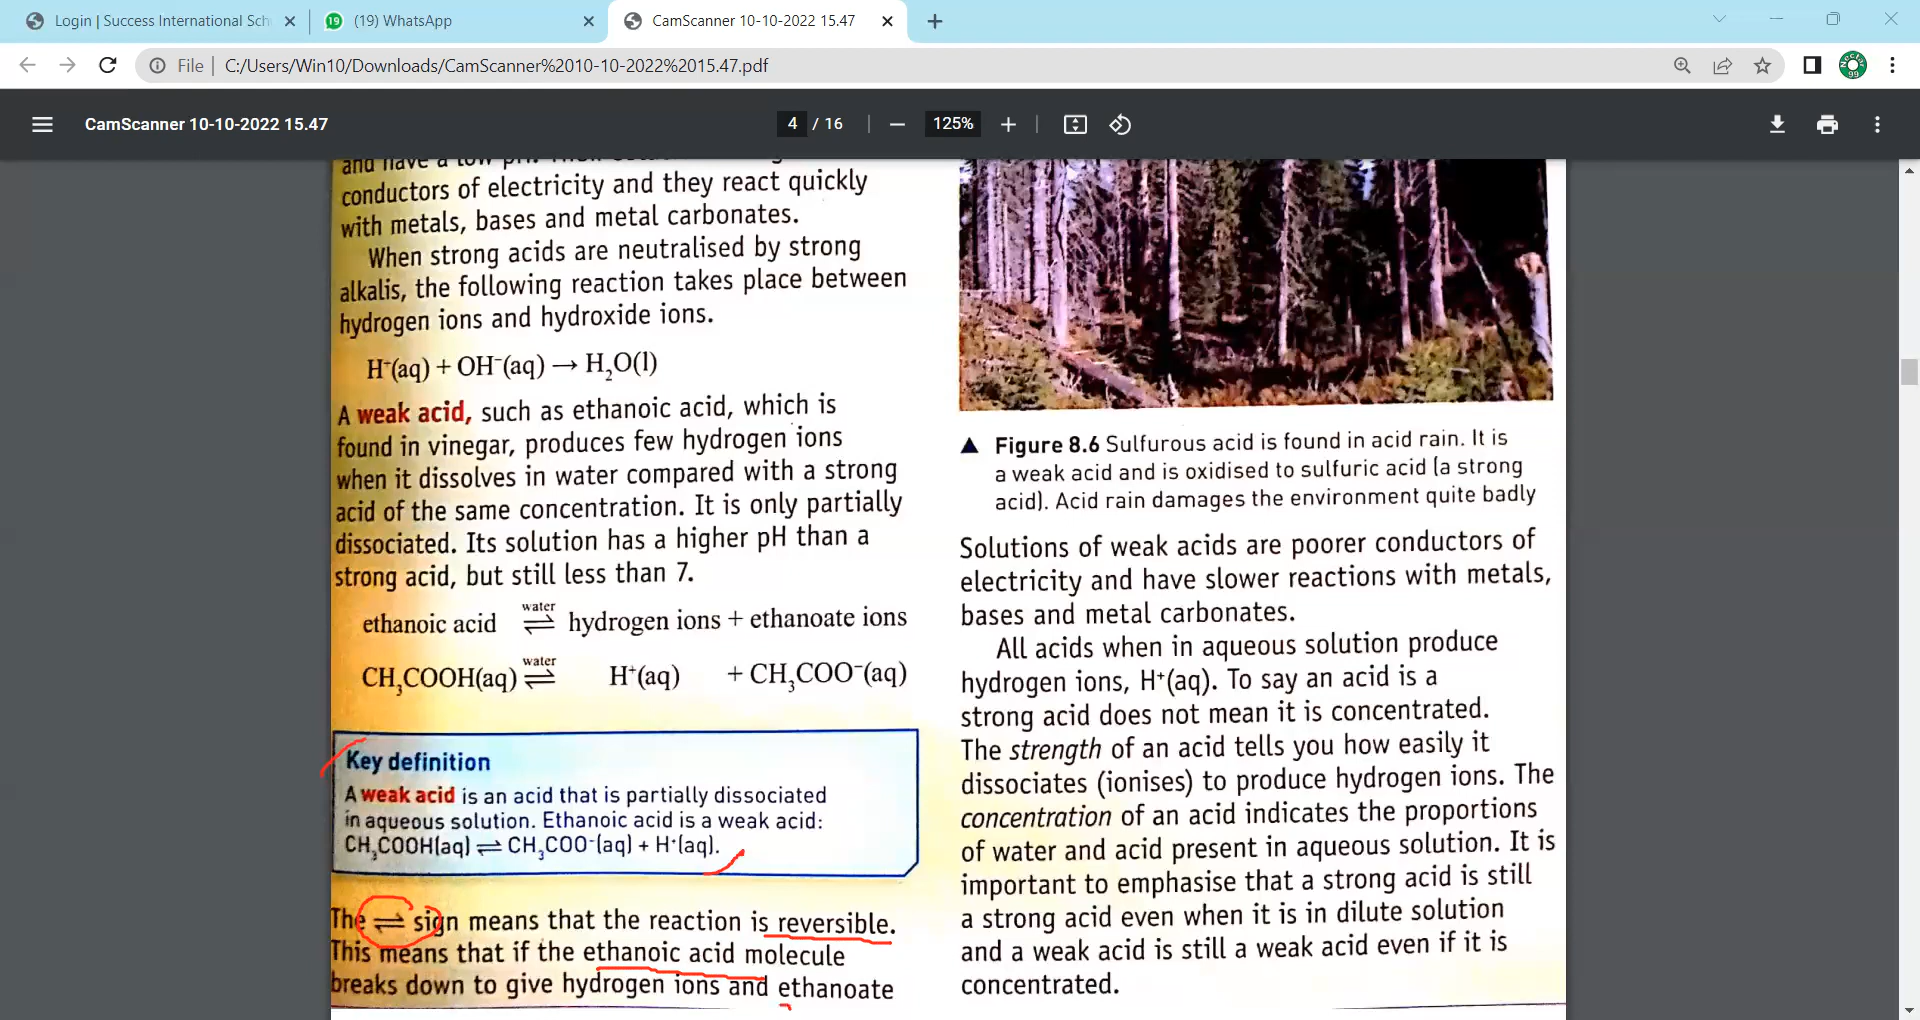 Login | Success International Sch
(19) WhatsApp
CamScanner 10-10-2022 15.47
File
C:/Users/Win10/Downloads/CamScanner%2010-10-2022%2015.47.pdf
CamScanner 10-10-2022 15.47
4 / 16
125%
and have a low pH.
conductors of electricity and they react quickly
with metals, bases and metal carbonates.
When strong acids are neutralised by strong
alkalis, the following reaction takes place between
hydrogen ions and hydroxide ions.
H⁺(aq) + OH⁻(aq) → H₂O(l)
A weak acid, such as ethanoic acid, which is
found in vinegar, produces few hydrogen ions
when it dissolves in water compared with a strong
acid of the same concentration. It is only partially
dissociated. Its solution has a higher pH than a
strong acid, but still less than 7.
water
ethanoic acid ⇌ hydrogen ions + ethanoate ions
water
CH₃COOH(aq) ⇌ H⁺(aq) + CH₃COO⁻(aq)
Key definition
A weak acid is an acid that is partially dissociated
in aqueous solution. Ethanoic acid is a weak acid:
CH₃COOH(aq) ⇌ CH₃COO⁻(aq) + H⁺(aq).
The ⇌ sign means that the reaction is reversible.
This means that if the ethanoic acid molecule
breaks down to give hydrogen ions and ethanoate
▲ Figure 8.6 Sulfurous acid is found in acid rain. It is
a weak acid and is oxidised to sulfuric acid (a strong
acid). Acid rain damages the environment quite badly
Solutions of weak acids are poorer conductors of
electricity and have slower reactions with metals,
bases and metal carbonates.
All acids when in aqueous solution produce
hydrogen ions, H⁺(aq). To say an acid is a
strong acid does not mean it is concentrated.
The strength of an acid tells you how easily it
dissociates (ionises) to produce hydrogen ions. The
concentration of an acid indicates the proportions
of water and acid present in aqueous solution. It is
important to emphasise that a strong acid is still
a strong acid even when it is in dilute solution
and a weak acid is still a weak acid even if it is
concentrated.